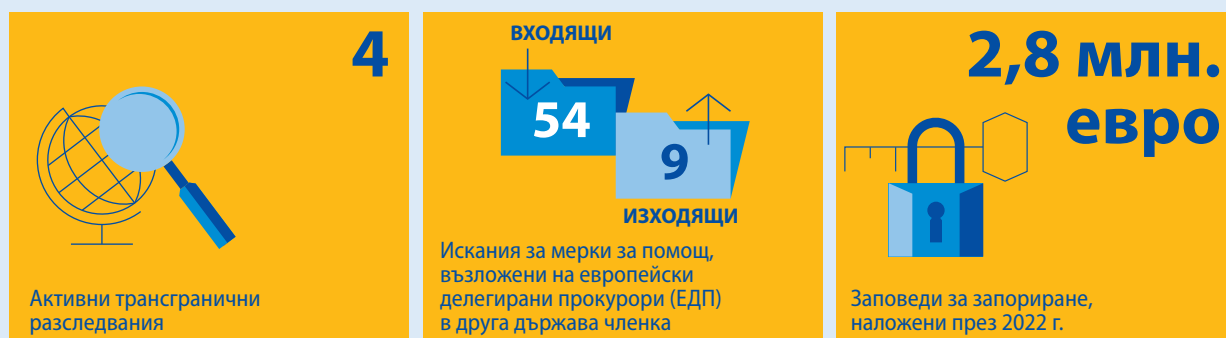 4
Активни трансгранични
разследвания
ВХОДЯЩИ
54
9
ИЗХОДЯЩИ
Искания за мерки за помощ,
възложени на европейски
делегирани прокурори (ЕДП)
в друга държава членка
2,8 млн.
евро
Заповеди за запориране,
наложени през 2022 г.